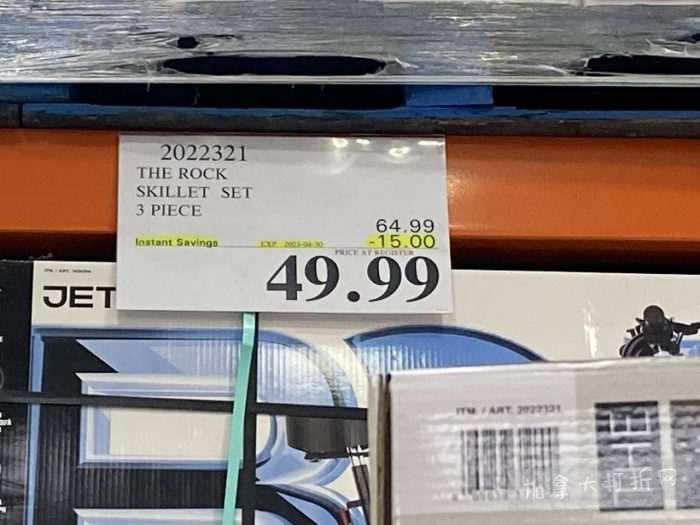 2022321
THE ROCK
SKILLET SET
3 PIECE
64.99
Instant Savings EXP. 2023-04-30 -15.00
PRICE AT REGISTER
49.99
JET
ITM. / ART. 2022321
加拿大打折网